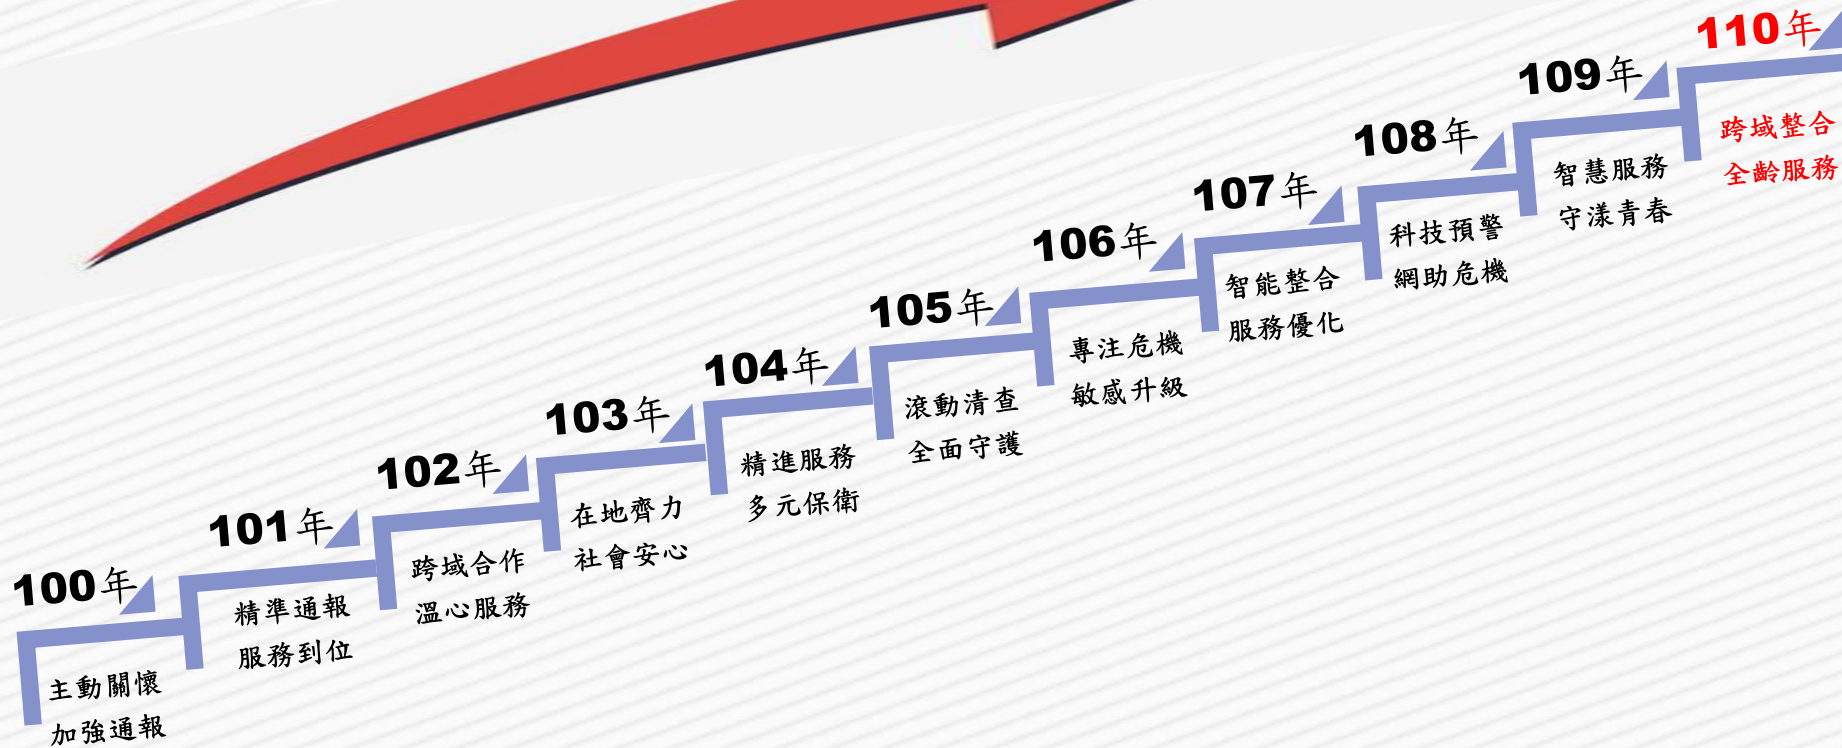 100年
主動關懷
加強通報
101年
精準通報
服務到位
102年
跨域合作
溫心服務
103年
在地齊力
社會安心
104年
精進服務
多元保衛
105年
滾動清查
全面守護
106年
專注危機
敏感升級
107年
智能整合
服務優化
108年
科技預警
網助危機
109年
智慧服務
守漾青春
110年
跨域整合
全齡服務